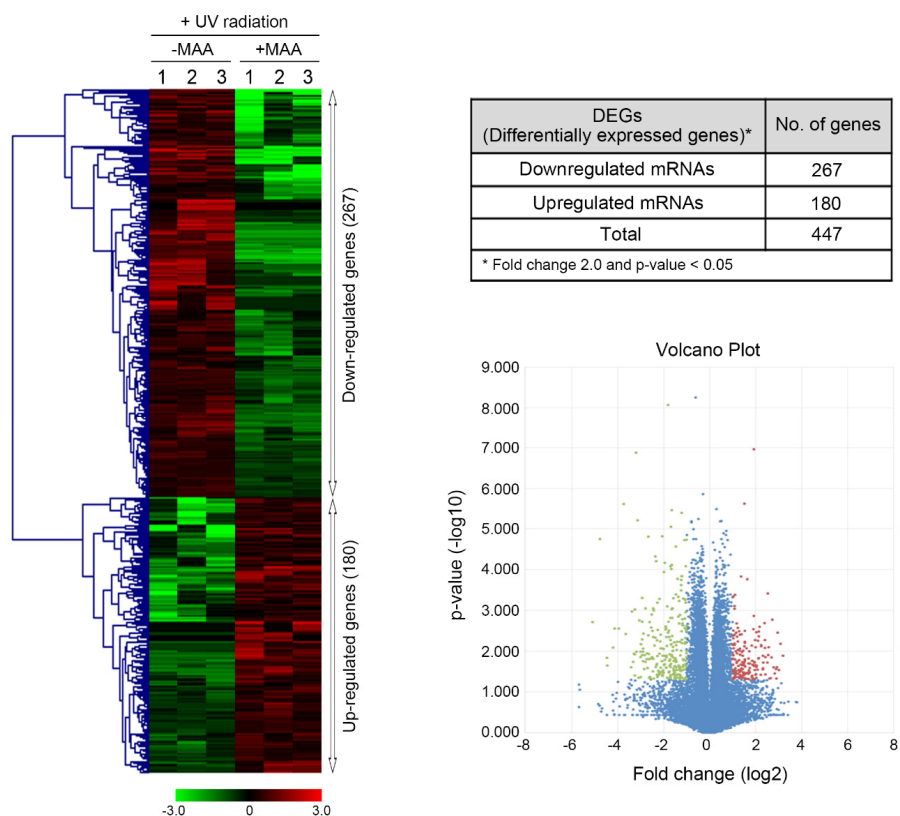 + UV radiation
-MAA +MAA
1 2 3 1 2 3
Down-regulated genes (267)
Up-regulated genes (180)
-3.0 0 3.0
DEGs
(Differentially expressed genes)*
No. of genes
Downregulated mRNAs 267
Upregulated mRNAs 180
Total 447
* Fold change 2.0 and p-value < 0.05
Volcano Plot
p-value (-log10)
9.000
8.000
7.000
6.000
5.000
4.000
3.000
2.000
1.000
0.000
-8 -6 -4 -2 0 2 4 6 8
Fold change (log2)